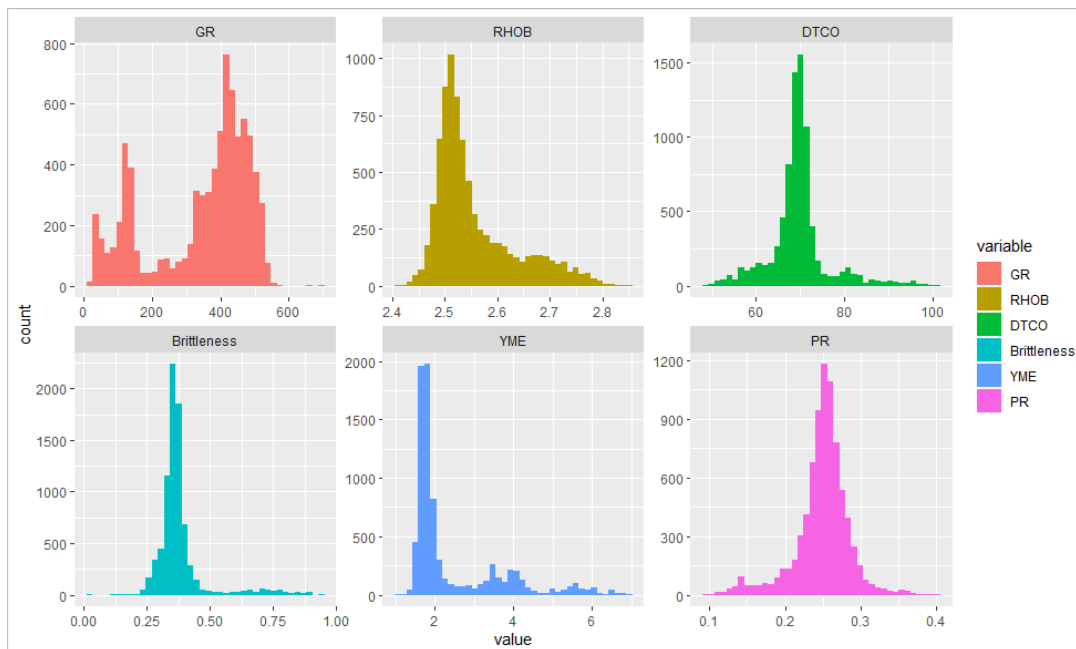 GR
RHOB
DTCO
800
600
400
200
0
1000
750
500
250
0
1500
1000
500
0
0 200 400 600
2.4 2.5 2.6 2.7 2.8
60 80 100
count
Brittleness
YME
PR
2000
1500
1000
500
0
2000
1500
1000
500
0
1200
900
600
300
0
0.00 0.25 0.50 0.75 1.00
2 4 6
0.1 0.2 0.3 0.4
value
variable
GR
RHOB
DTCO
Brittleness
YME
PR